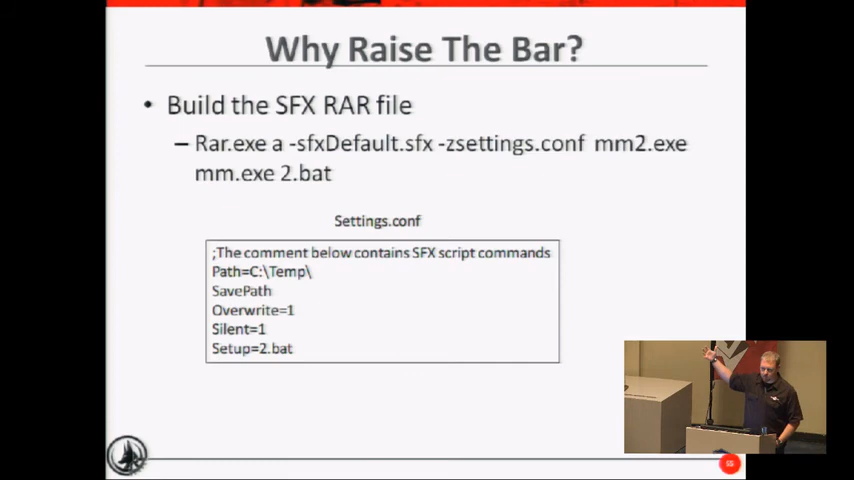 Why Raise The Bar?
• Build the SFX RAR file
– Rar.exe a -sfxDefault.sfx -zsettings.conf mm2.exe
mm.exe 2.bat
Settings.conf
;The comment below contains SFX script commands
Path=C:\Temp\
SavePath
Overwrite=1
Silent=1
Setup=2.bat